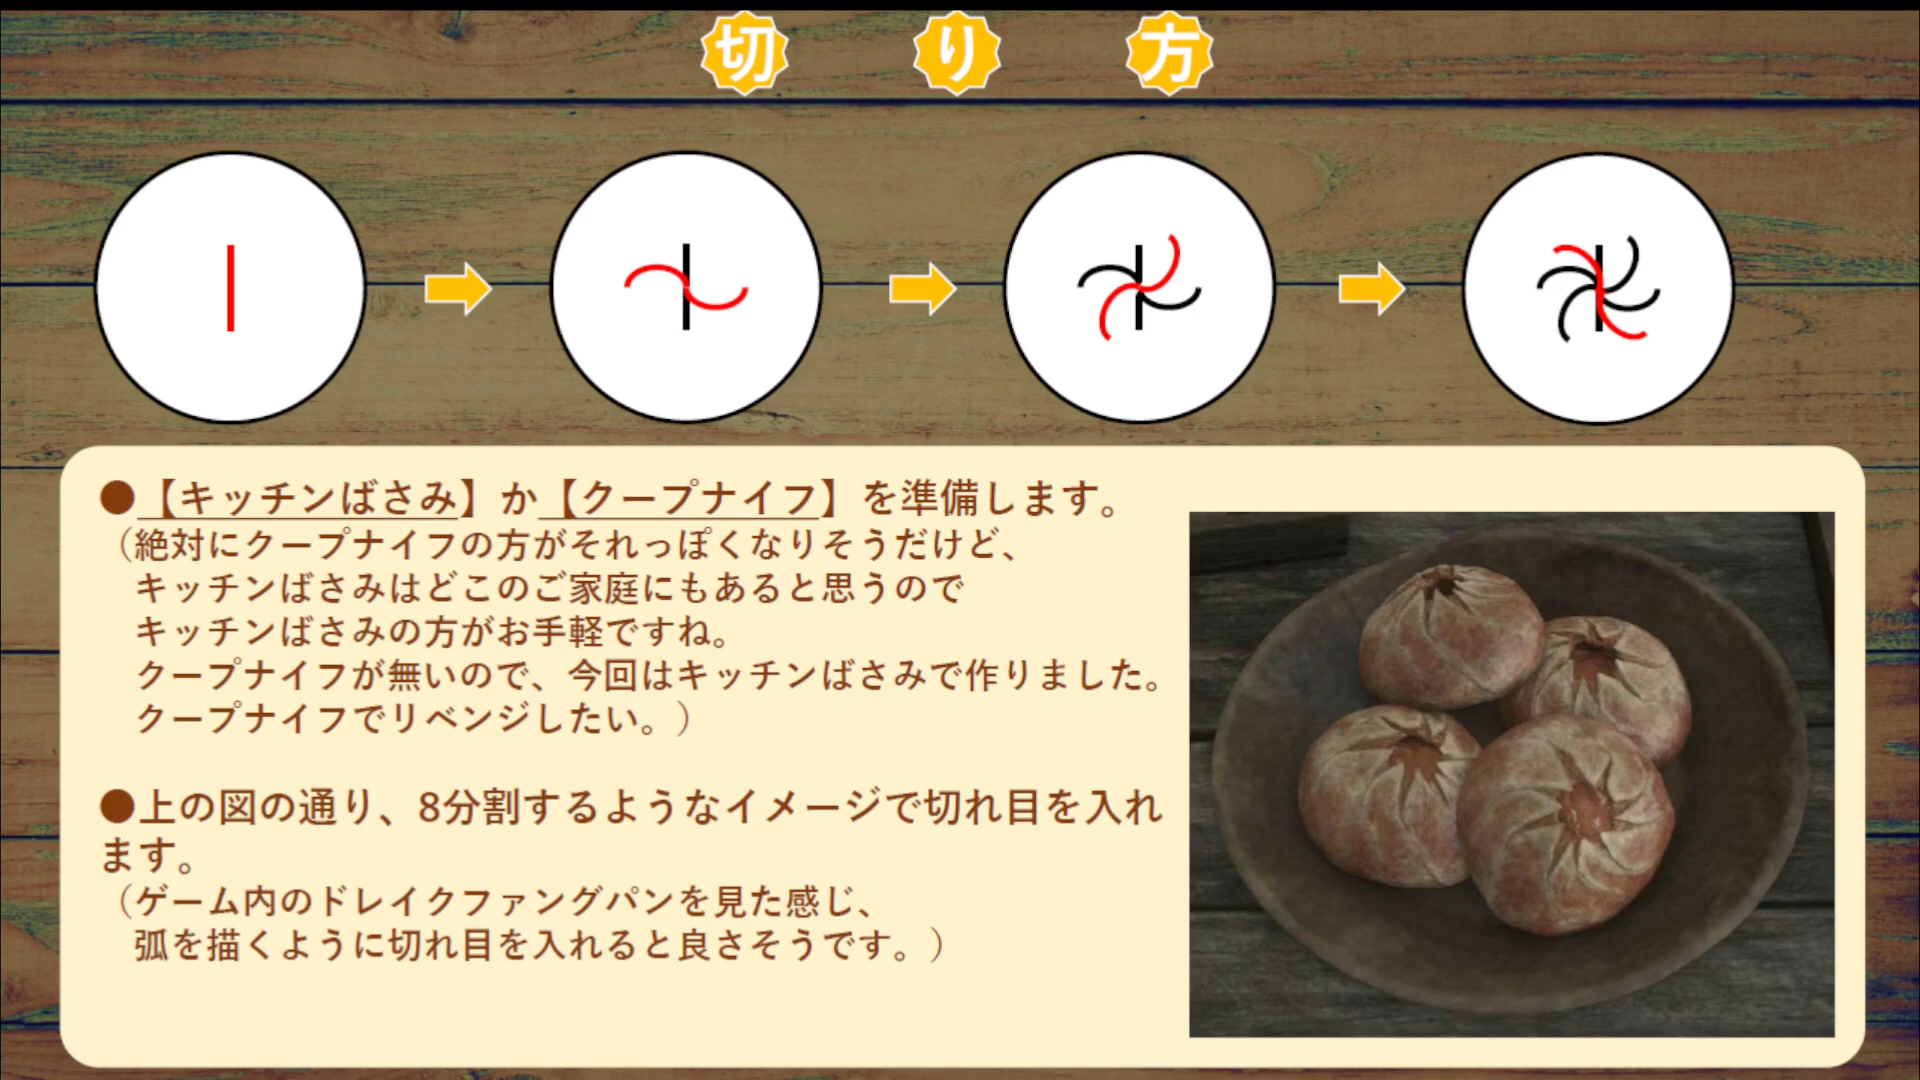 切り方
●【キッチンばさみ】か【クープナイフ】を準備します。
（絶対にクープナイフの方がそれっぽくなりそうだけど、
キッチンばさみはどこのご家庭にもあると思うので
キッチンばさみの方がお手軽ですね。
クープナイフが無いので、今回はキッチンばさみで作りました。
クープナイフでリベンジしたい。）
●上の図の通り、8分割するようなイメージで切れ目を入れ
ます。
（ゲーム内のドレイクファングパンを見た感じ、
弧を描くように切れ目を入れると良さそうです。）